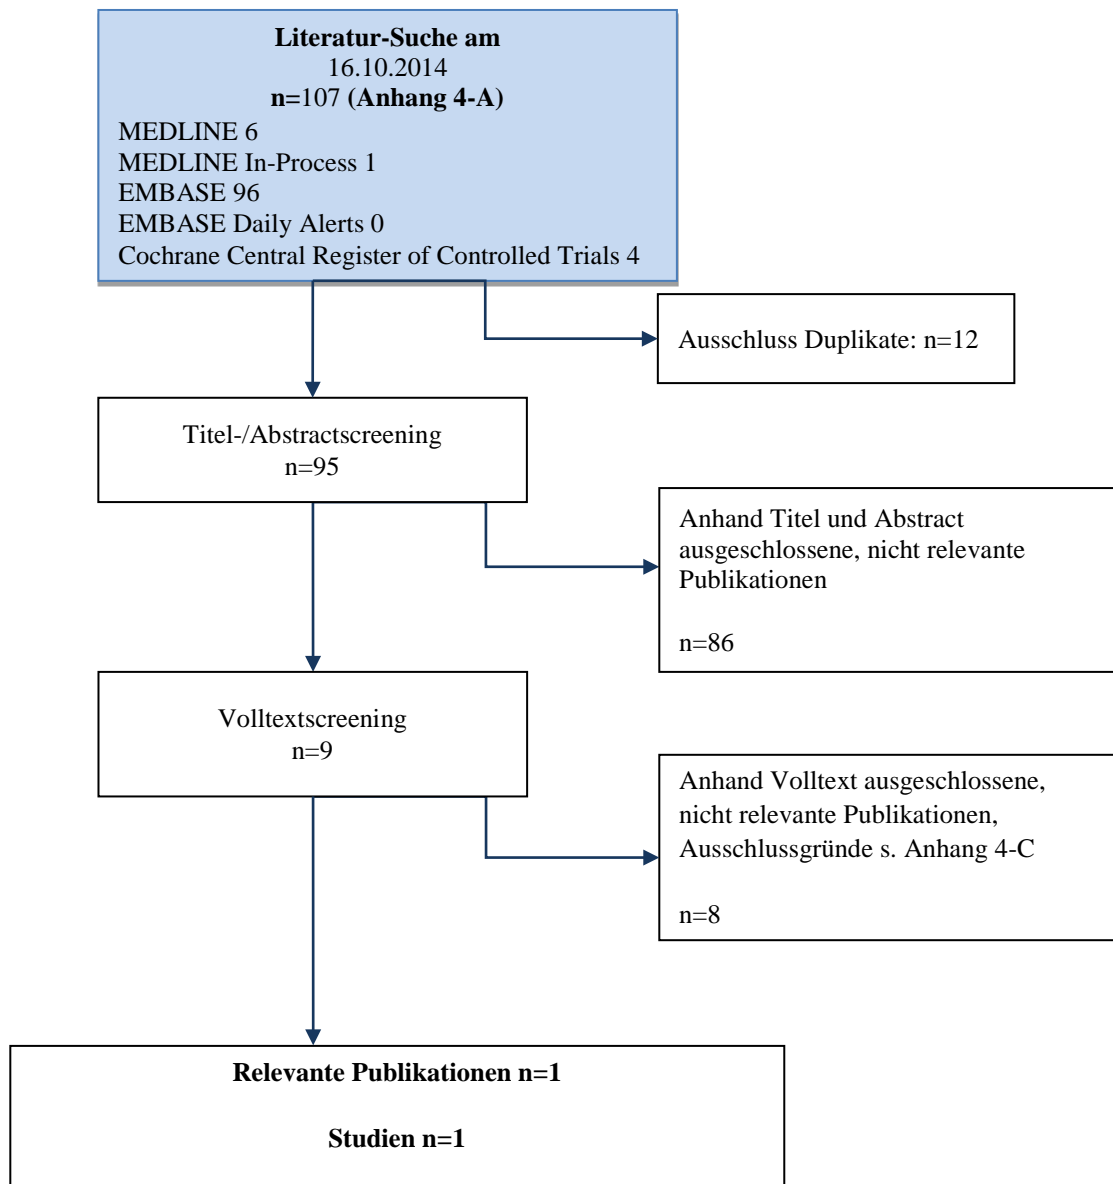 Literatur-Suche am
16.10.2014
n=107 (Anhang 4-A)
MEDLINE 6
MEDLINE In-Process 1
EMBASE 96
EMBASE Daily Alerts 0
Cochrane Central Register of Controlled Trials 4
Ausschluss Duplikate: n=12
Titel-/Abstractscreening
n=95
Anhand Titel und Abstract
ausgeschlossene, nicht relevante
Publikationen
n=86
Volltextscreening
n=9
Anhand Volltext ausgeschlossene,
nicht relevante Publikationen,
Ausschlussgründe s. Anhang 4-C
n=8
Relevante Publikationen n=1
Studien n=1